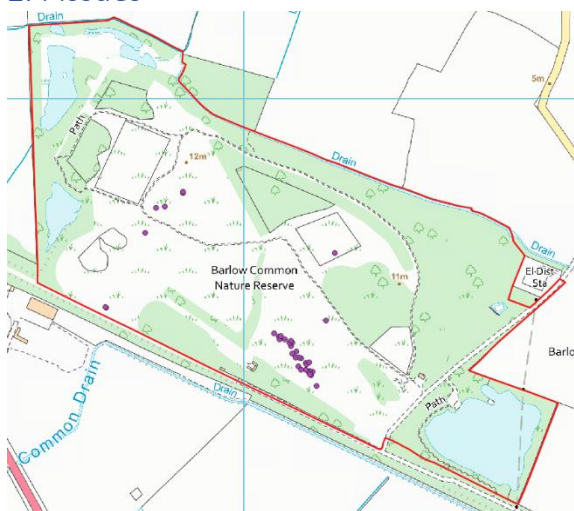 Drain
5m
Path
12m
Drain
Drain
El Dist
Sta
11m
Barlow Common
Nature Reserve
Barlo
Path
Drain
Common Drain